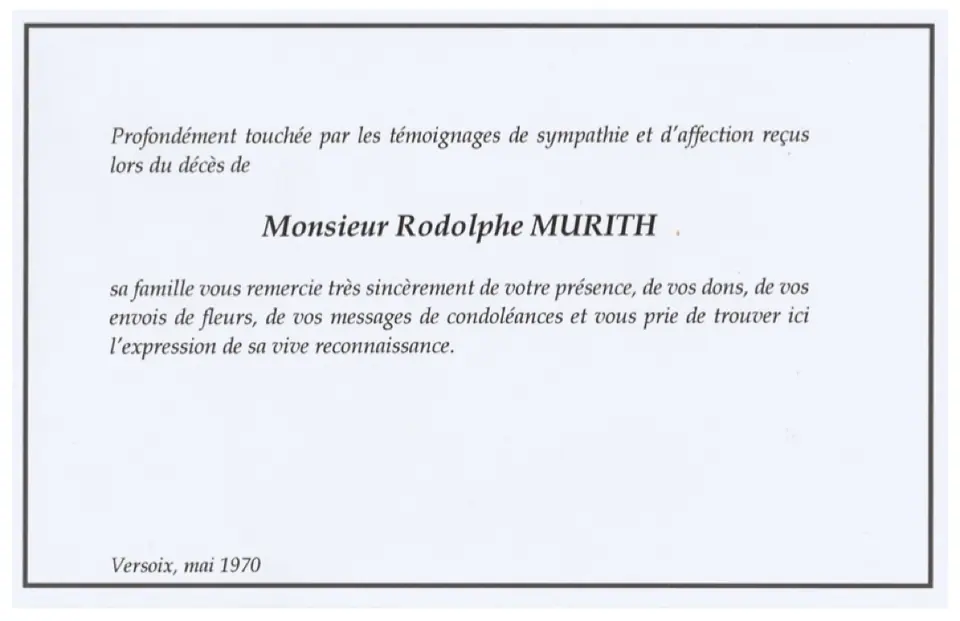 Profondément touchée par les témoignages de sympathie et d'affection reçus
lors du décès de
Monsieur Rodolphe MURITH
sa famille vous remercie très sincèrement de votre présence, de vos dons, de vos
envois de fleurs, de vos messages de condoléances et vous prie de trouver ici
l'expression de sa vive reconnaissance.
Versoix, mai 1970